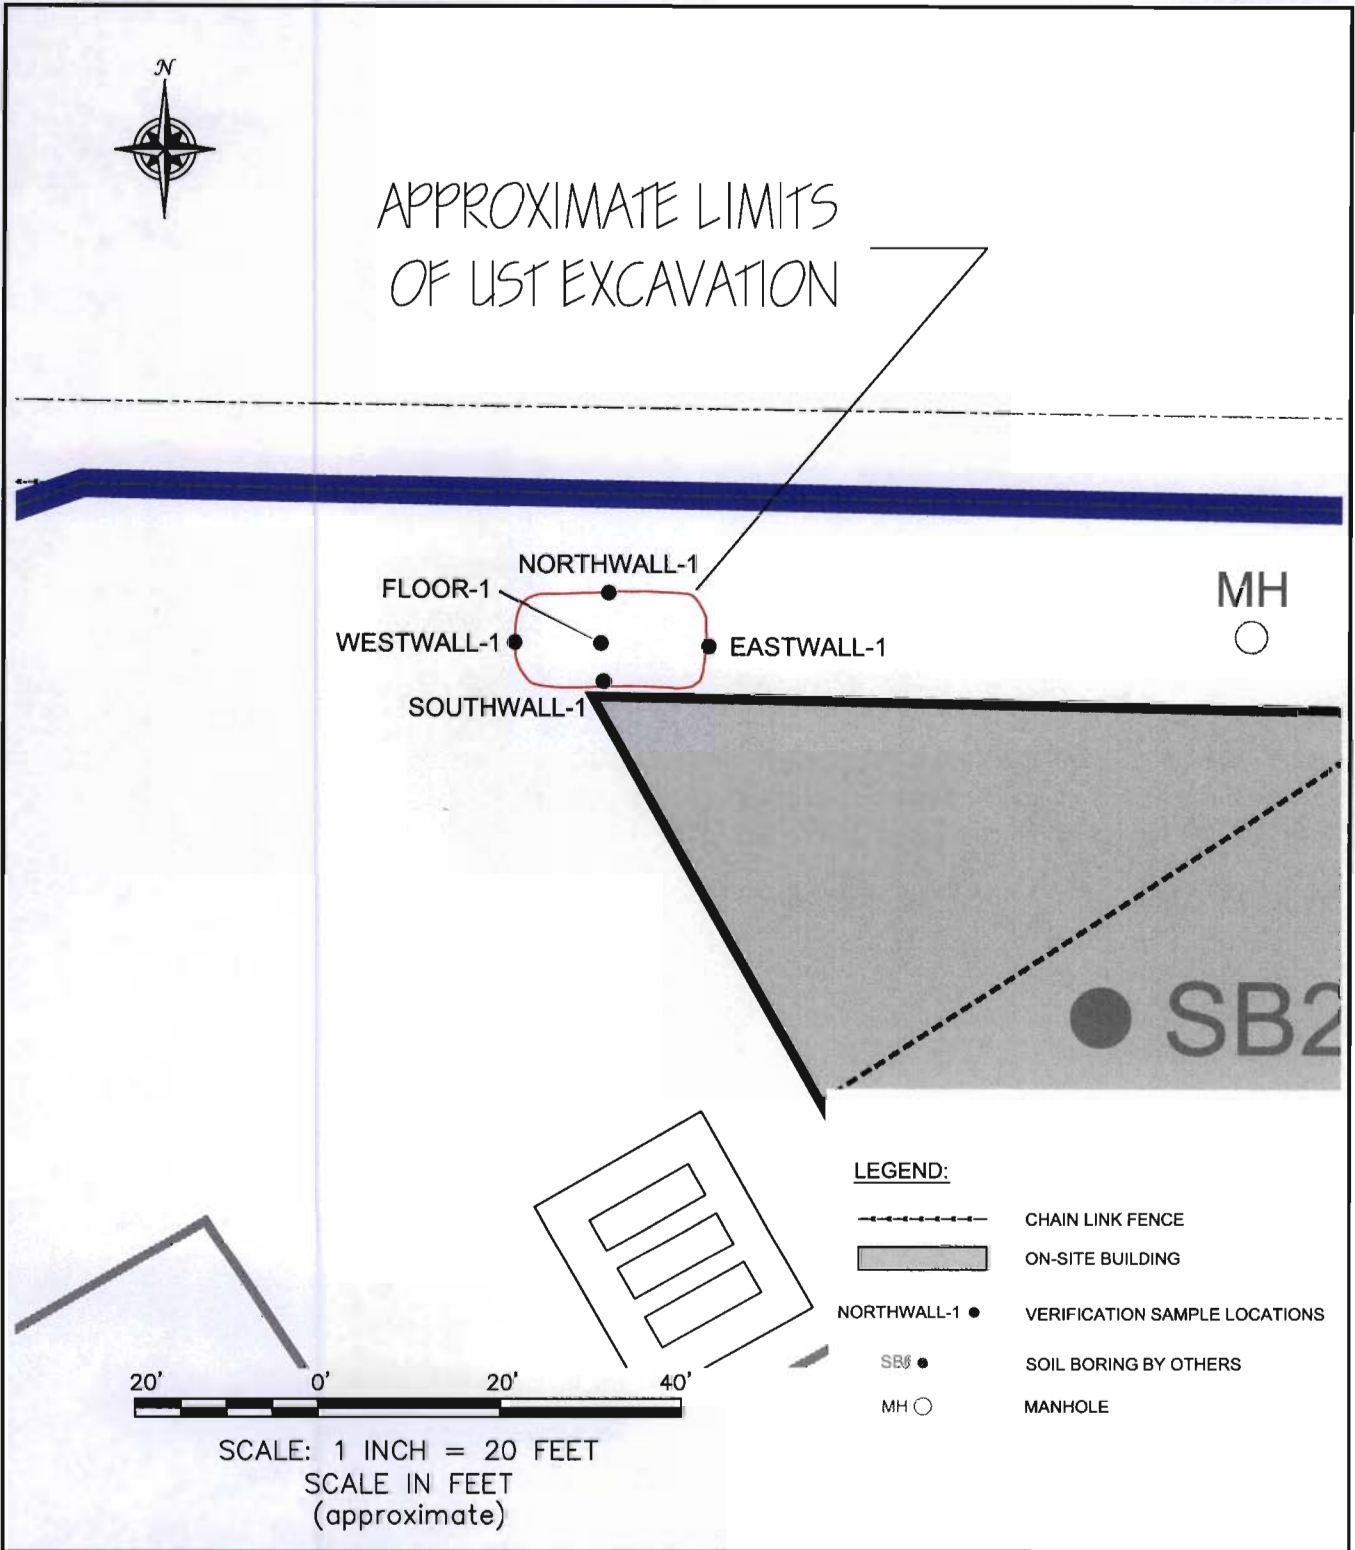 N
APPROXIMATE LIMITS
OF UST EXCAVATION
NORTHWALL-1
FLOOR-1
WESTWALL-1
EASTWALL-1
SOUTHWALL-1
MH
SB2
LEGEND:
CHAIN LINK FENCE
ON-SITE BUILDING
NORTHWALL-1
VERIFICATION SAMPLE LOCATIONS
SOIL BORING BY OTHERS
MH
MANHOLE
20' 0' 20' 40'
SCALE: 1 INCH = 20 FEET
SCALE IN FEET
(approximate)